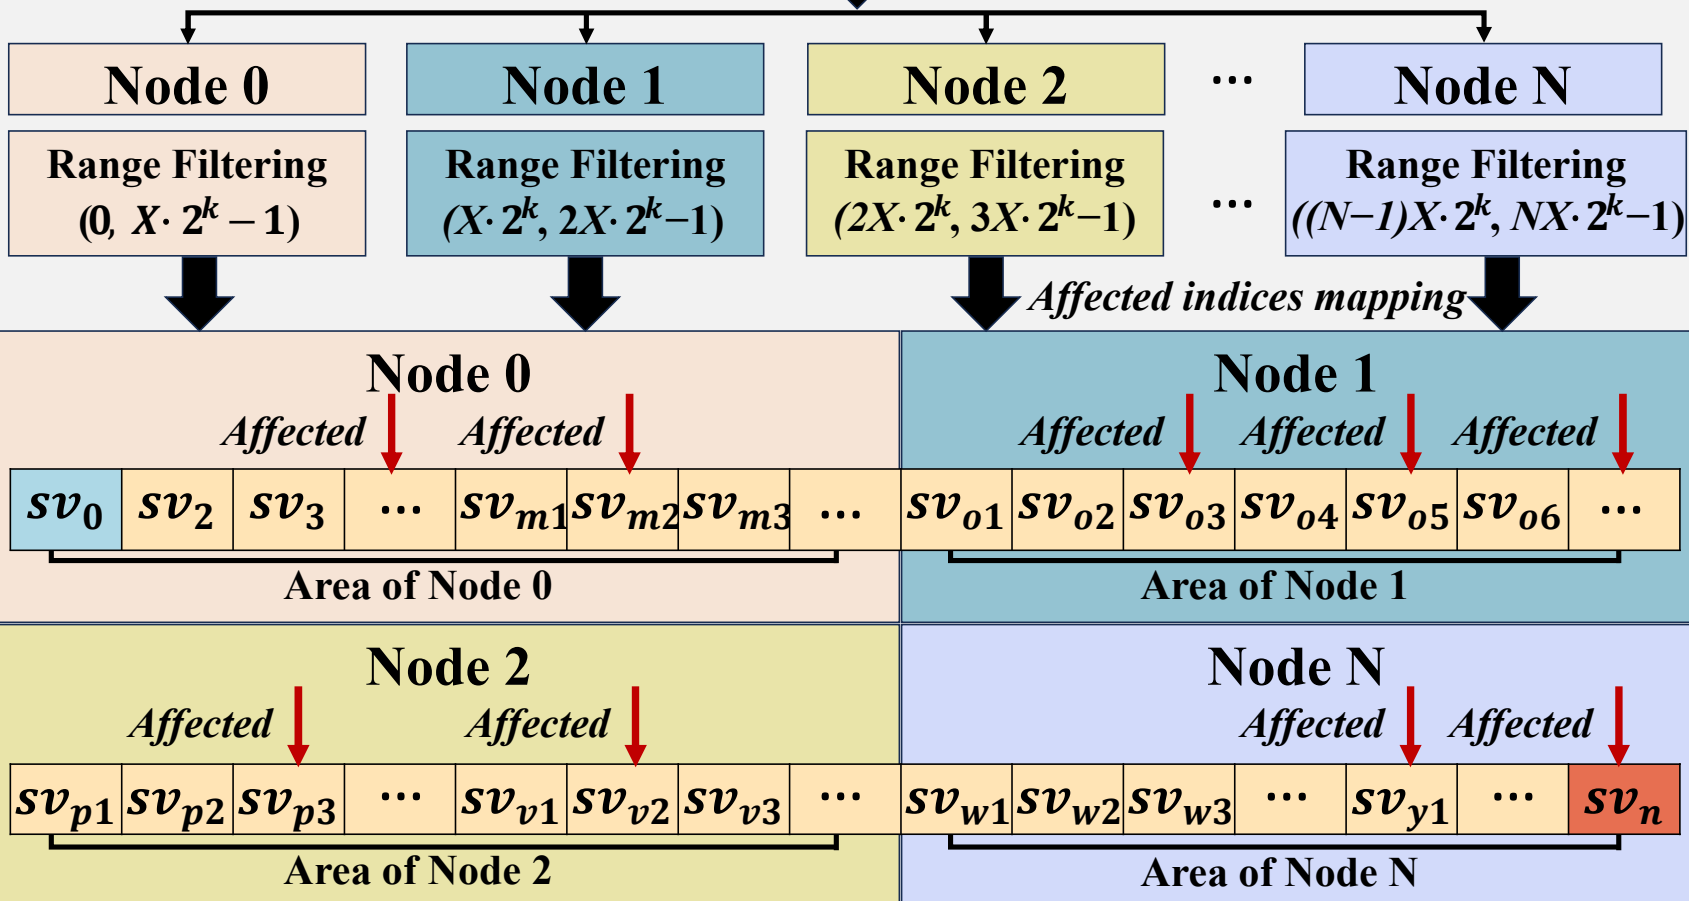 Node 0 Node 1 Node 2 ... Node N
Range Filtering Range Filtering Range Filtering ... Range Filtering
(0, X·2^k − 1) (X·2^k, 2X·2^k−1) (2X·2^k, 3X·2^k−1) ((N−1)X·2^k, NX·2^k−1)
Affected indices mapping
Node 0 Node 1
Affected Affected Affected Affected Affected
sv_0 sv_2 sv_3 ... sv_m1 sv_m2 sv_m3 ... sv_o1 sv_o2 sv_o3 sv_o4 sv_o5 sv_o6 ...
Area of Node 0 Area of Node 1
Node 2 Node N
Affected Affected Affected Affected
sv_p1 sv_p2 sv_p3 ... sv_v1 sv_v2 sv_v3 ... sv_w1 sv_w2 sv_w3 ... sv_y1 ... sv_n
Area of Node 2 Area of Node N